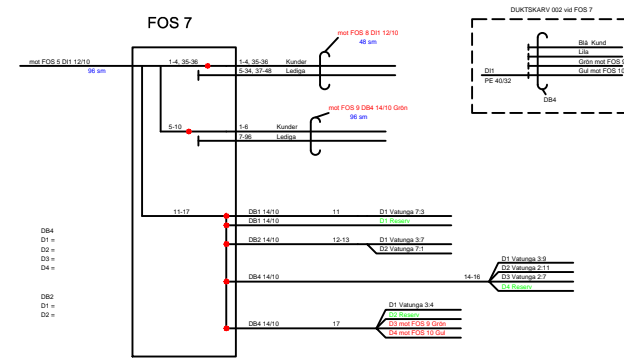 DUKTSKARV 002 vid FOS 7
FOS 7
mot FOS 8 DI1 12/10
48 sm
mot FOS 5 DI1 12/10
96 sm
1-4, 35-36
1-4, 35-36 Kunder
5-34, 37-48 Lediga
Blå Kund
Lila
Grön mot FOS 9
Gul mot FOS 10
DI1
PE 40/32
DB4
mot FOS 9 DB4 14/10 Grön
96 sm
5-10
1-6 Kunder
7-96 Lediga
11-17
DB1 14/10 11 D1 Vatunga 7:3
DB1 14/10 D1 Reserv
DB2 14/10 12-13 D1 Vatunga 3:7
D2 Vatunga 7:1
DB4
D1 =
D2 =
D3 =
D4 =
DB4 14/10 14-16
D1 Vatunga 3:9
D2 Vatunga 2:11
D3 Vatunga 2:7
D4 Reserv
DB2
D1 =
D2 =
DB4 14/10 17
D1 Vatunga 3:4
D2 Reserv
D3 mot FOS 9 Grön
D4 mot FOS 10 Gul